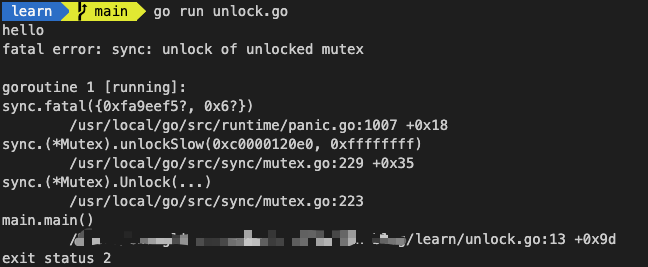 learn main go run unlock.go
hello
fatal error: sync: unlock of unlocked mutex
goroutine 1 [running]:
sync.fatal({0xfa9eef5?, 0x6?})
/usr/local/go/src/runtime/panic.go:1007 +0x18
sync.(*Mutex).unlockSlow(0xc0000120e0, 0xffffffff)
/usr/local/go/src/sync/mutex.go:229 +0x35
sync.(*Mutex).Unlock(...)
/usr/local/go/src/sync/mutex.go:223
main.main()
/learn/unlock.go:13 +0x9d
exit status 2